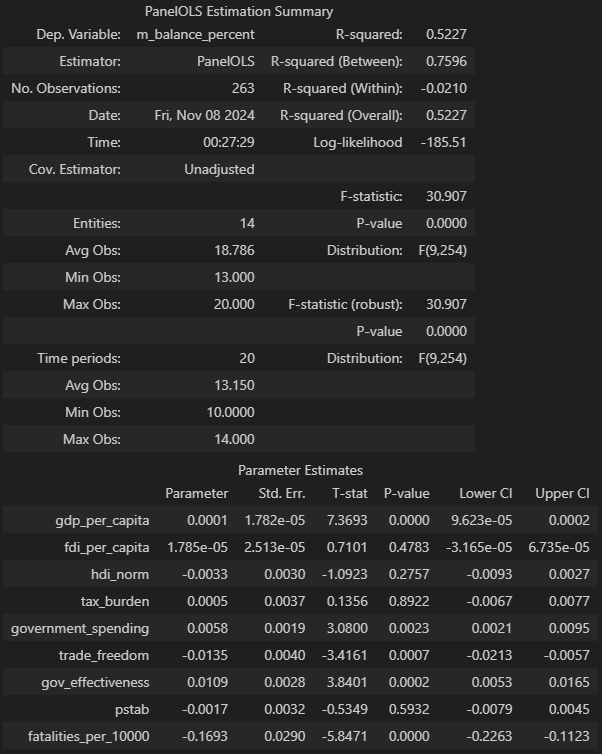 PanelOLS Estimation Summary
Dep. Variable: m_balance_percent R-squared: 0.5227
Estimator: PanelOLS R-squared (Between): 0.7596
No. Observations: 263 R-squared (Within): -0.0210
Date: Fri, Nov 08 2024 R-squared (Overall): 0.5227
Time: 00:27:29 Log-likelihood -185.51
Cov. Estimator: Unadjusted
F-statistic: 30.907
Entities: 14 P-value 0.0000
Avg Obs: 18.786 Distribution: F(9,254)
Min Obs: 13.000
Max Obs: 20.000 F-statistic (robust): 30.907
P-value 0.0000
Time periods: 20 Distribution: F(9,254)
Avg Obs: 13.150
Min Obs: 10.0000
Max Obs: 14.000
Parameter Estimates
Parameter Std. Err. T-stat P-value Lower CI Upper CI
gdp_per_capita 0.0001 1.782e-05 7.3693 0.0000 9.623e-05 0.0002
fdi_per_capita 1.785e-05 2.513e-05 0.7101 0.4783 -3.165e-05 6.735e-05
hdi_norm -0.0033 0.0030 -1.0923 0.2757 -0.0093 0.0027
tax_burden 0.0005 0.0037 0.1356 0.8922 -0.0067 0.0077
government_spending 0.0058 0.0019 3.0800 0.0023 0.0021 0.0095
trade_freedom -0.0135 0.0040 -3.4161 0.0007 -0.0213 -0.0057
gov_effectiveness 0.0109 0.0028 3.8401 0.0002 0.0053 0.0165
pstab -0.0017 0.0032 -0.5349 0.5932 -0.0079 0.0045
fatalities_per_10000 -0.1693 0.0290 -5.8471 0.0000 -0.2263 -0.1123